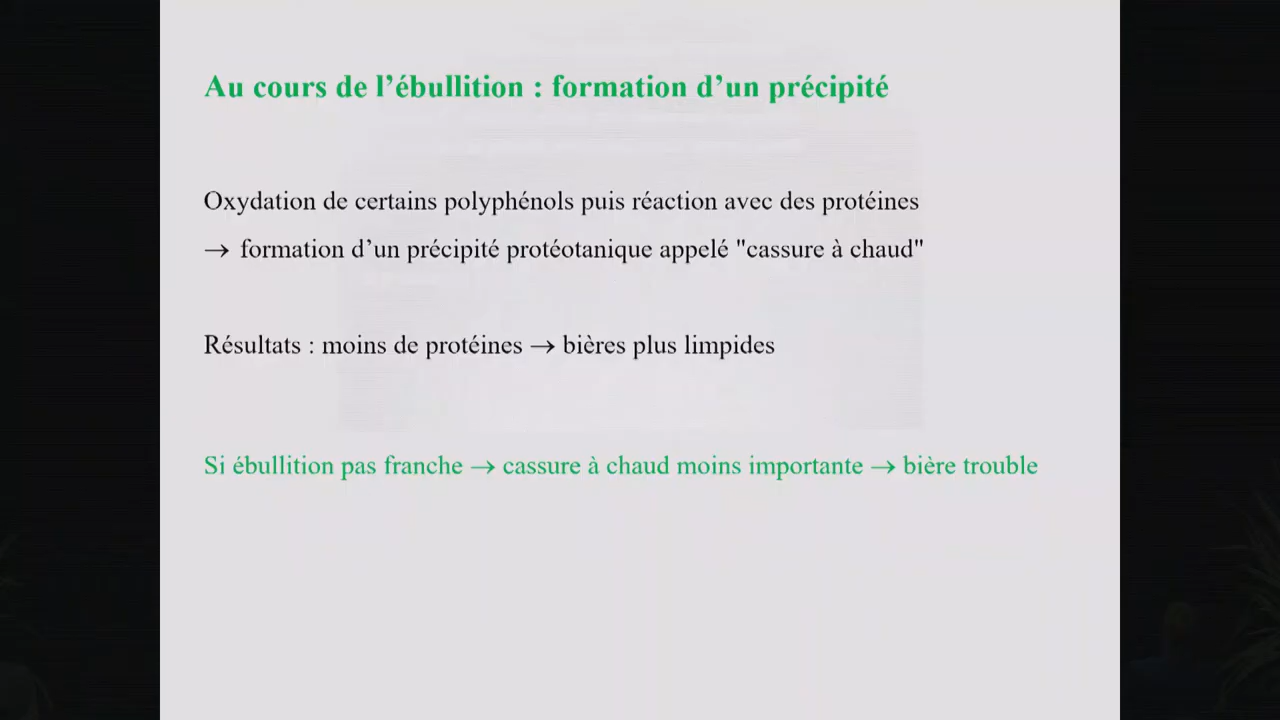 Au cours de l’ébullition : formation d’un précipité
Oxydation de certains polyphénols puis réaction avec des protéines
→ formation d’un précipité protéotanique appelé "cassure à chaud"
Résultats : moins de protéines → bières plus limpides
Si ébullition pas franche → cassure à chaud moins importante → bière trouble